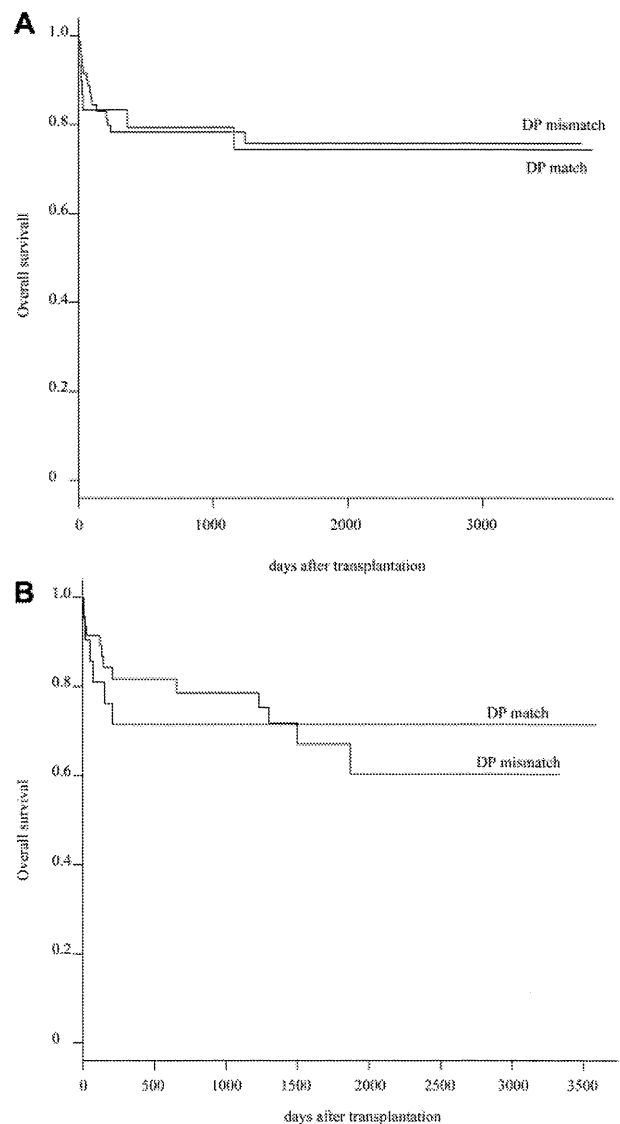 A
1.0
0.8
0.6
0.4
0.2
0
Overall survivall
DP mismatch
DP match
0 1000 2000 3000
days after transplantation
B
1.0
0.8
0.6
0.4
0.2
0
Overall survival
DP match
DP mismatch
0 500 1000 1500 2000 2500 3000 3500
days after transplantation